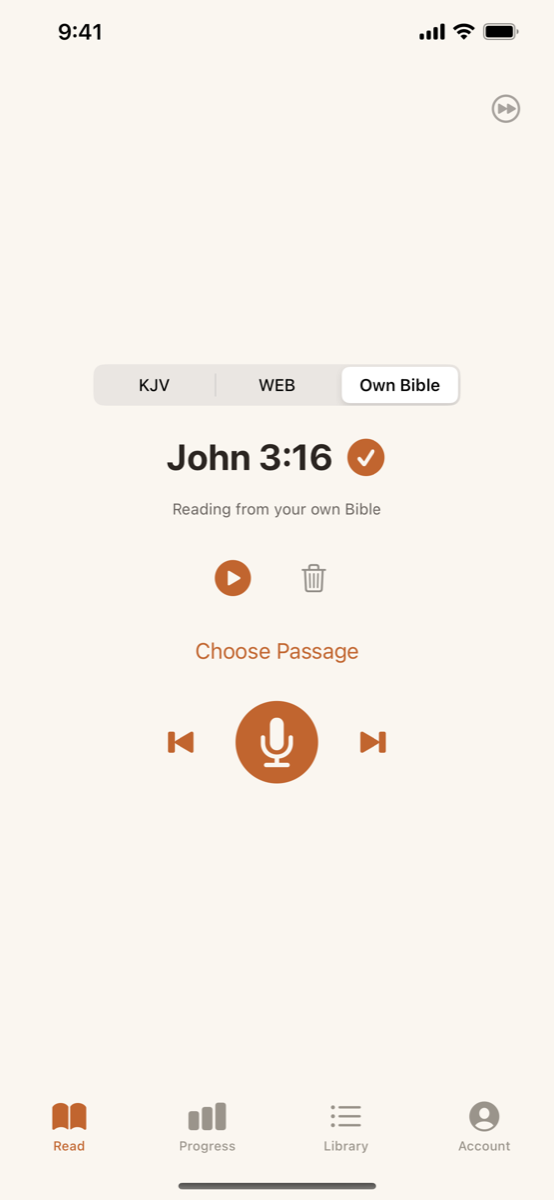 9:41
KJV
WEB
Own Bible
John 3:16
Reading from your own Bible
Choose Passage
Read
Progress
Library
Account